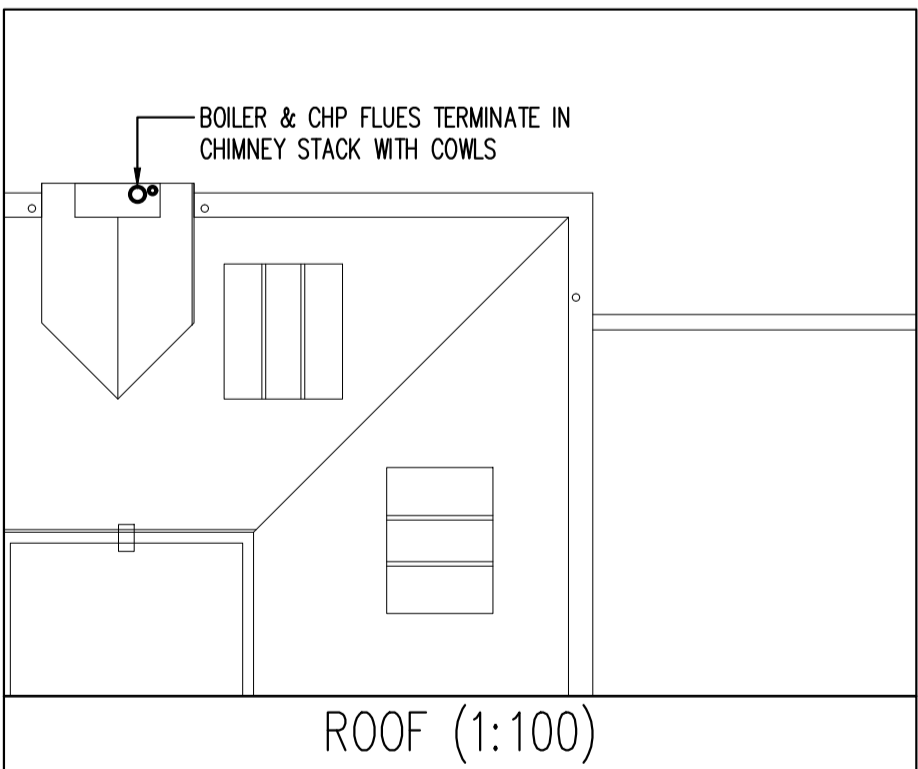 BOILER & CHP FLUES TERMINATE IN
CHIMNEY STACK WITH COWLS
ROOF (1:100)